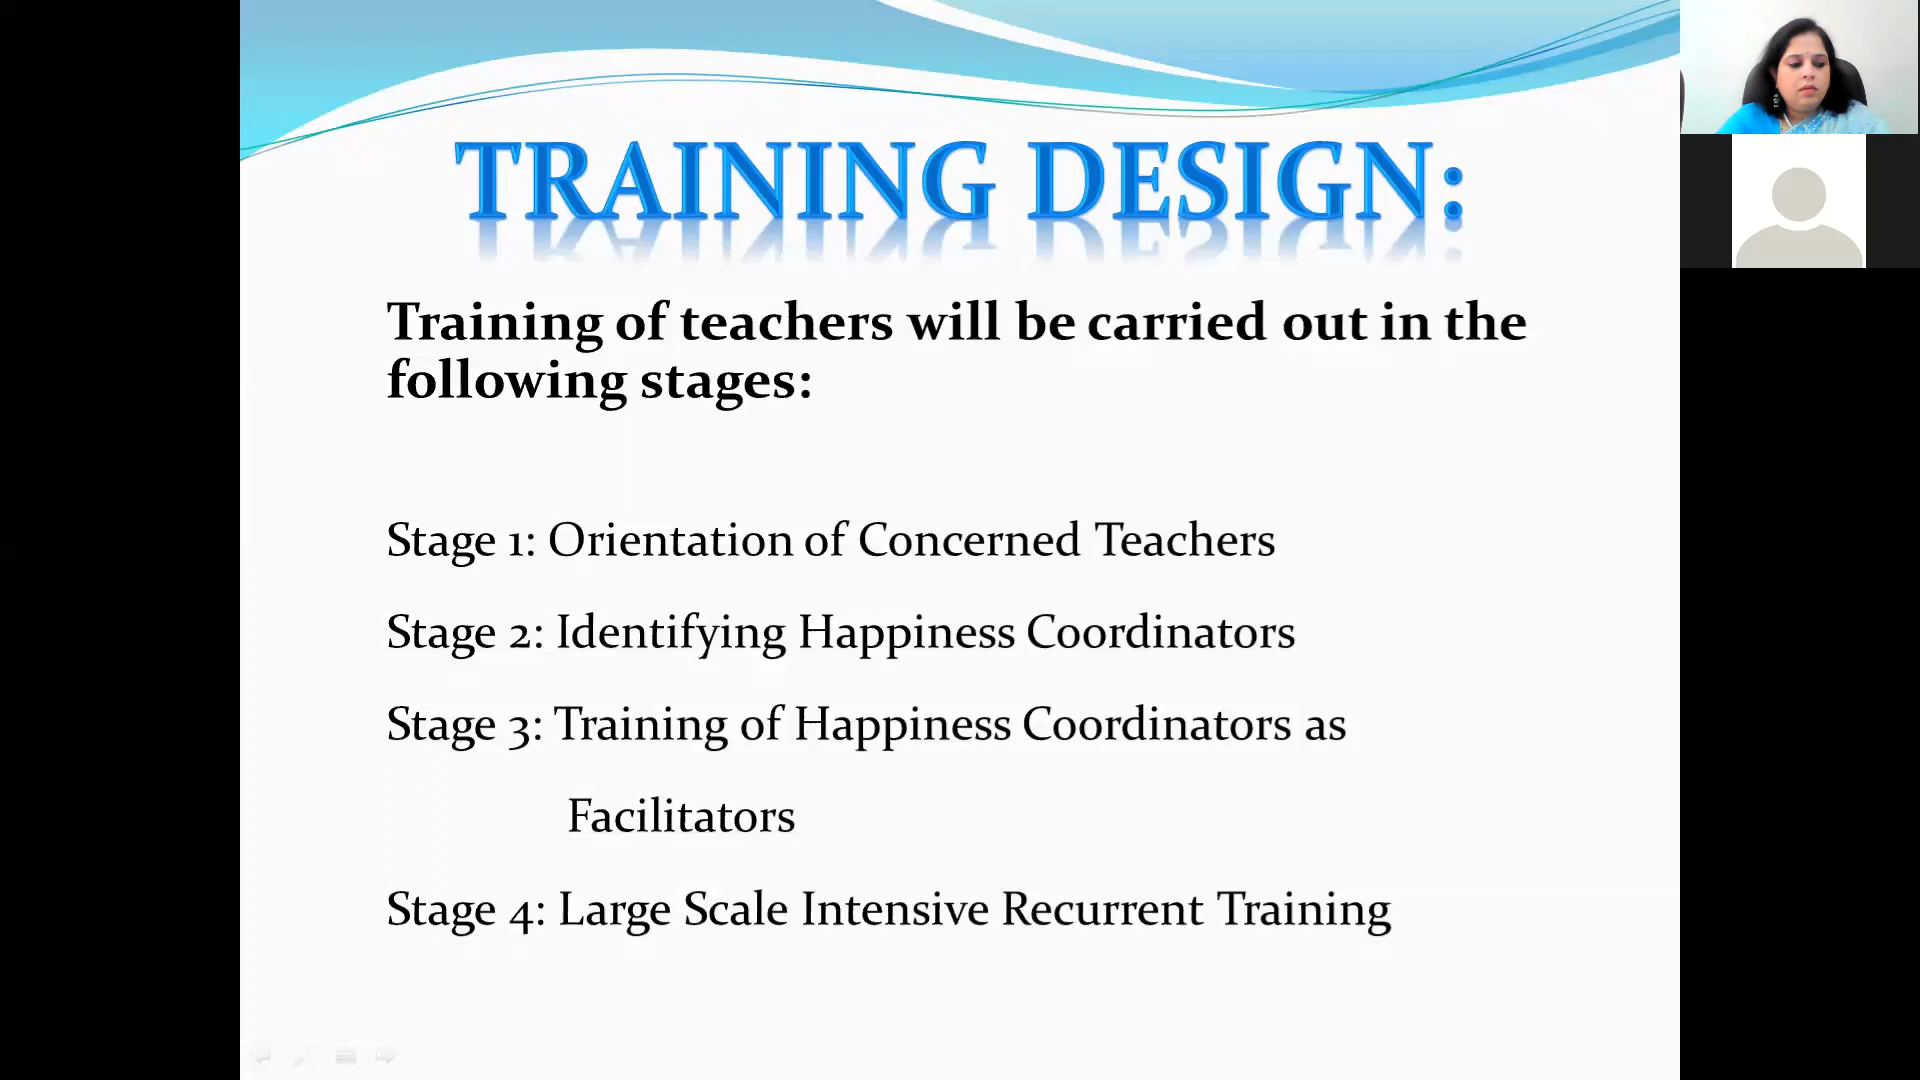 TRAINING DESIGN:
Training of teachers will be carried out in the
following stages:
Stage 1: Orientation of Concerned Teachers
Stage 2: Identifying Happiness Coordinators
Stage 3: Training of Happiness Coordinators as
Facilitators
Stage 4: Large Scale Intensive Recurrent Training